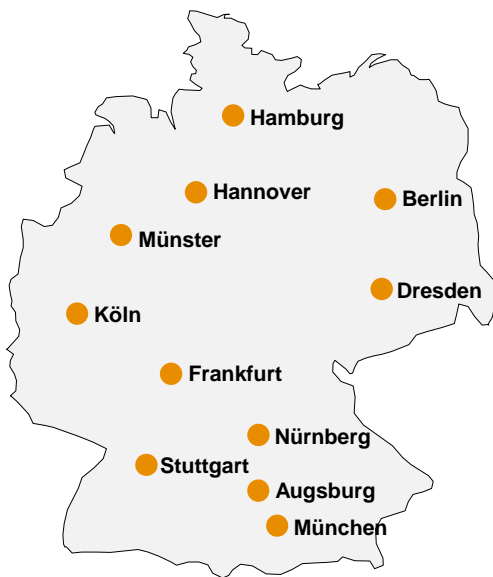 Hamburg
Hannover
Berlin
Münster
Dresden
Köln
Frankfurt
Nürnberg
Stuttgart
Augsburg
München